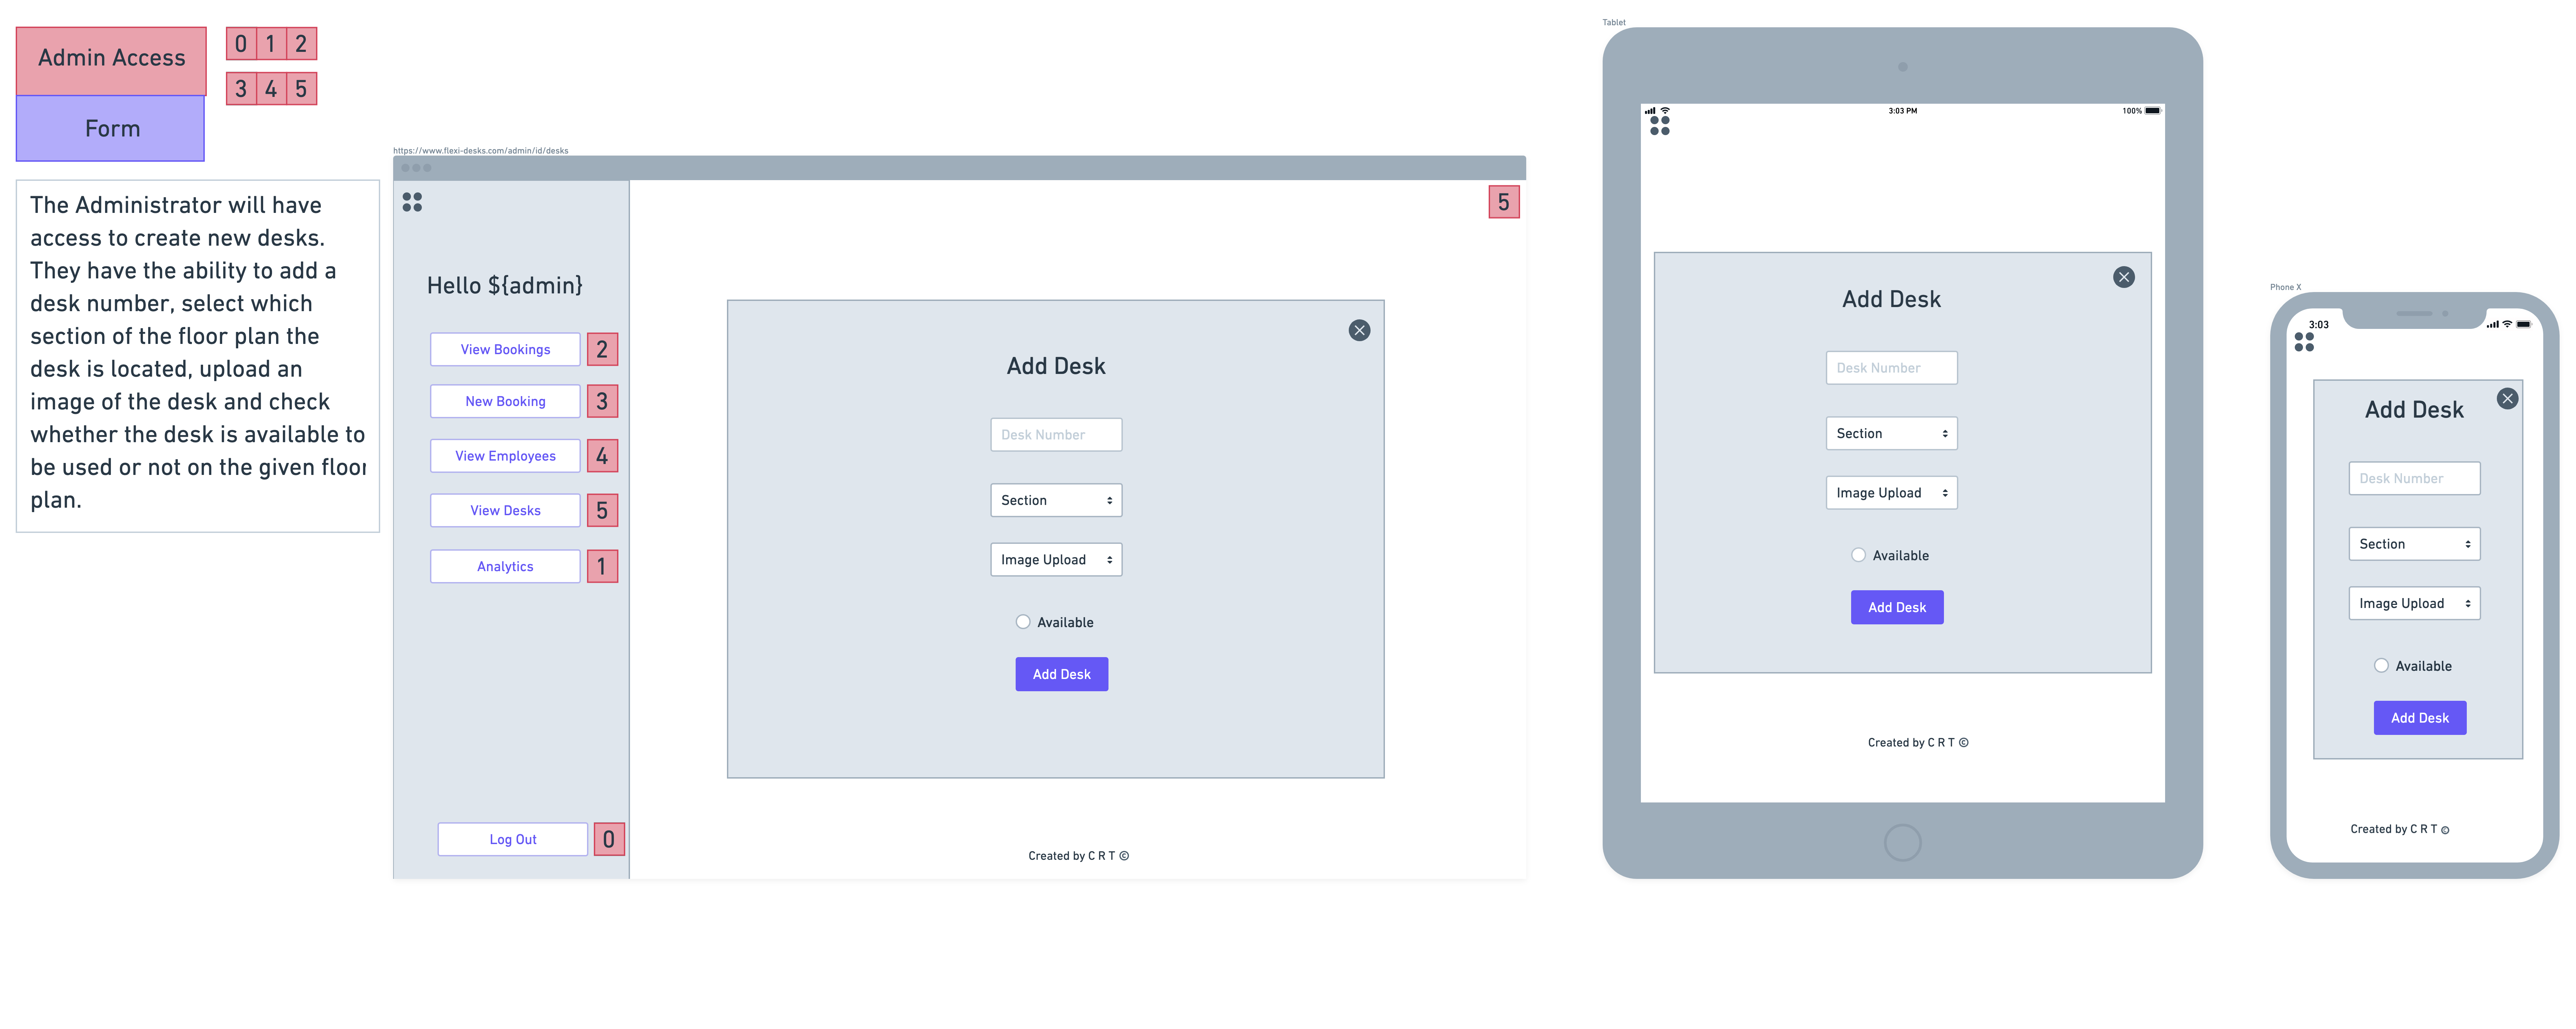 Admin Access
0 1 2
3 4 5
Form
The Administrator will have
access to create new desks.
They have the ability to add a
desk number, select which
section of the floor plan the
desk is located, upload an
image of the desk and check
whether the desk is available to
be used or not on the given floor
plan.
https://www.flexi-desks.com/admin/id/desks
5
Hello ${admin}
View Bookings 2
New Booking 3
View Employees 4
View Desks 5
Analytics 1
Log Out 0
Add Desk
Desk Number
Section
Image Upload
Available
Add Desk
Created by C R T ©
Tablet
3:03 PM
100%
Add Desk
Desk Number
Section
Image Upload
Available
Add Desk
Created by C R T ©
Phone X
3:03
Add Desk
Desk Number
Section
Image Upload
Available
Add Desk
Created by C R T ©